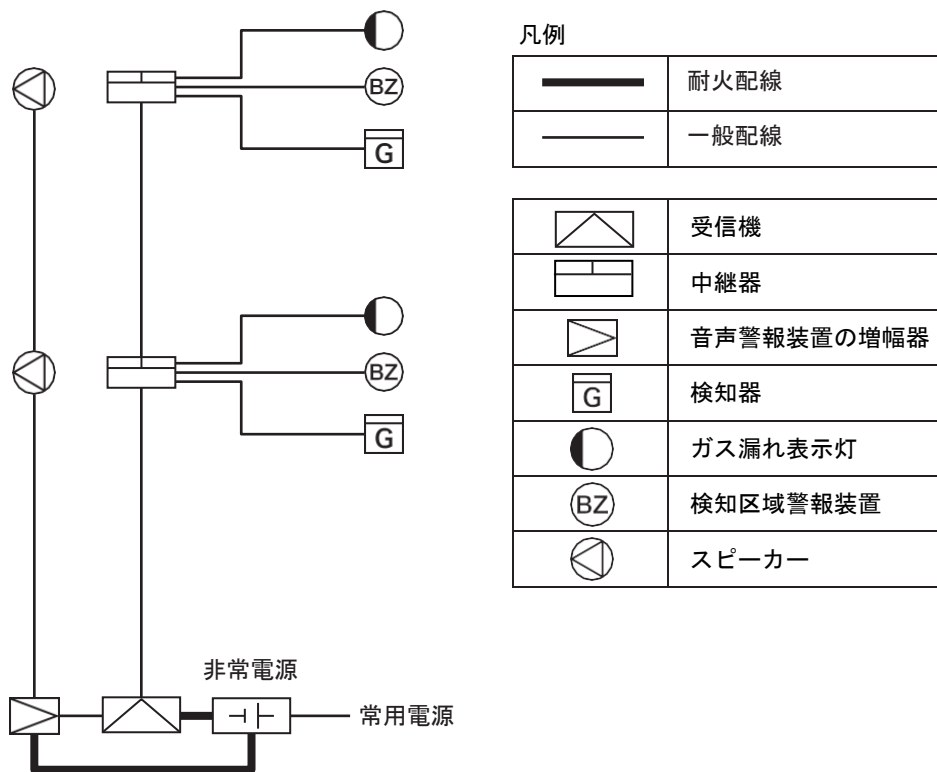 BZ
G
BZ
G
非常電源
常用電源
凡例
耐火配線
一般配線
受信機
中継器
音声警報装置の増幅器
G 検知器
ガス漏れ表示灯
BZ 検知区域警報装置
スピーカー